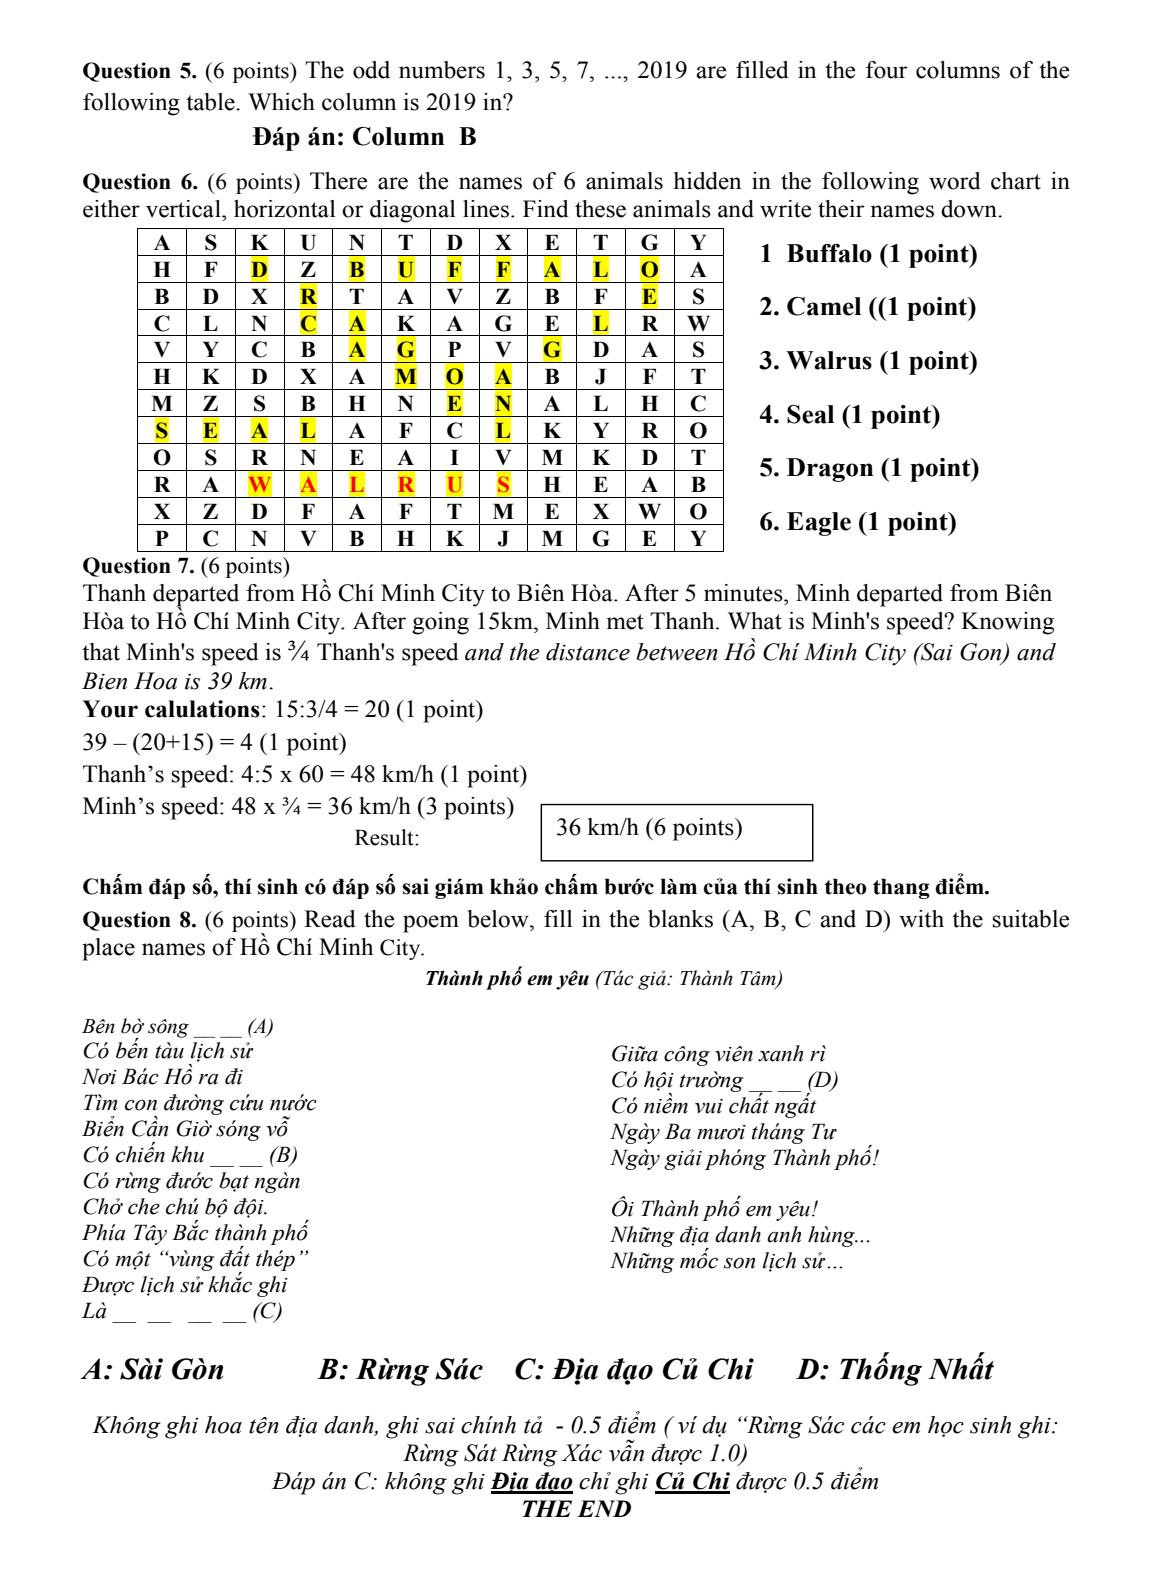 Question 5. (6 points) The odd numbers 1, 3, 5, 7, ..., 2019 are filled in the four columns of the
following table. Which column is 2019 in?
Đáp án: Column B
Question 6. (6 points) There are the names of 6 animals hidden in the following word chart in
either vertical, horizontal or diagonal lines. Find these animals and write their names down.
A S K U N T D X E T G Y
H F D Z B U F F A L O A
B D X R T A V Z B F E S
C L N C A K A G E L R W
V Y C B A G P V G D A S
H K D X A M O A B J F T
M Z S B H N E N A L H C
S E A L A F C L K Y R O
O S R N E A I V M K D T
R A W A L R U S H E A B
X Z D F A F T M E X W O
P C N V B H K J M G E Y
1 Buffalo (1 point)
2. Camel ((1 point)
3. Walrus (1 point)
4. Seal (1 point)
5. Dragon (1 point)
6. Eagle (1 point)
Question 7. (6 points)
Thanh departed from Hồ Chí Minh City to Biên Hòa. After 5 minutes, Minh departed from Biên
Hòa to Hồ Chí Minh City. After going 15km, Minh met Thanh. What is Minh's speed? Knowing
that Minh's speed is ¾ Thanh's speed and the distance between Hồ Chí Minh City (Sai Gon) and
Bien Hoa is 39 km.
Your calulations: 15:3/4 = 20 (1 point)
39 – (20+15) = 4 (1 point)
Thanh’s speed: 4:5 x 60 = 48 km/h (1 point)
Minh’s speed: 48 x ¾ = 36 km/h (3 points)
Result:
36 km/h (6 points)
Chấm đáp số, thí sinh có đáp số sai giám khảo chấm bước làm của thí sinh theo thang điểm.
Question 8. (6 points) Read the poem below, fill in the blanks (A, B, C and D) with the suitable
place names of Hồ Chí Minh City.
Thành phố em yêu (Tác giả: Thành Tâm)
Bên bờ sông __ __ (A)
Có bến tàu lịch sử
Nơi Bác Hồ ra đi
Tìm con đường cứu nước
Biển Cần Giờ sóng vỗ
Có chiến khu __ __ (B)
Có rừng đước bạt ngàn
Chở che chú bộ đội.
Phía Tây Bắc thành phố
Có một “vùng đất thép”
Được lịch sử khắc ghi
Là __ __ __ __ (C)
Giữa công viên xanh rì
Có hội trường __ __ (D)
Có niềm vui chất ngất
Ngày Ba mươi tháng Tư
Ngày giải phóng Thành phố!
Ôi Thành phố em yêu!
Những địa danh anh hùng...
Những mốc son lịch sử...
A: Sài Gòn B: Rừng Sác C: Địa đạo Củ Chi D: Thống Nhất
Không ghi hoa tên địa danh, ghi sai chính tả - 0.5 điểm ( ví dụ “Rừng Sác các em học sinh ghi:
Rừng Sát Rừng Xác vẫn được 1.0)
Đáp án C: không ghi Địa đạo chỉ ghi Củ Chi được 0.5 điểm
THE END